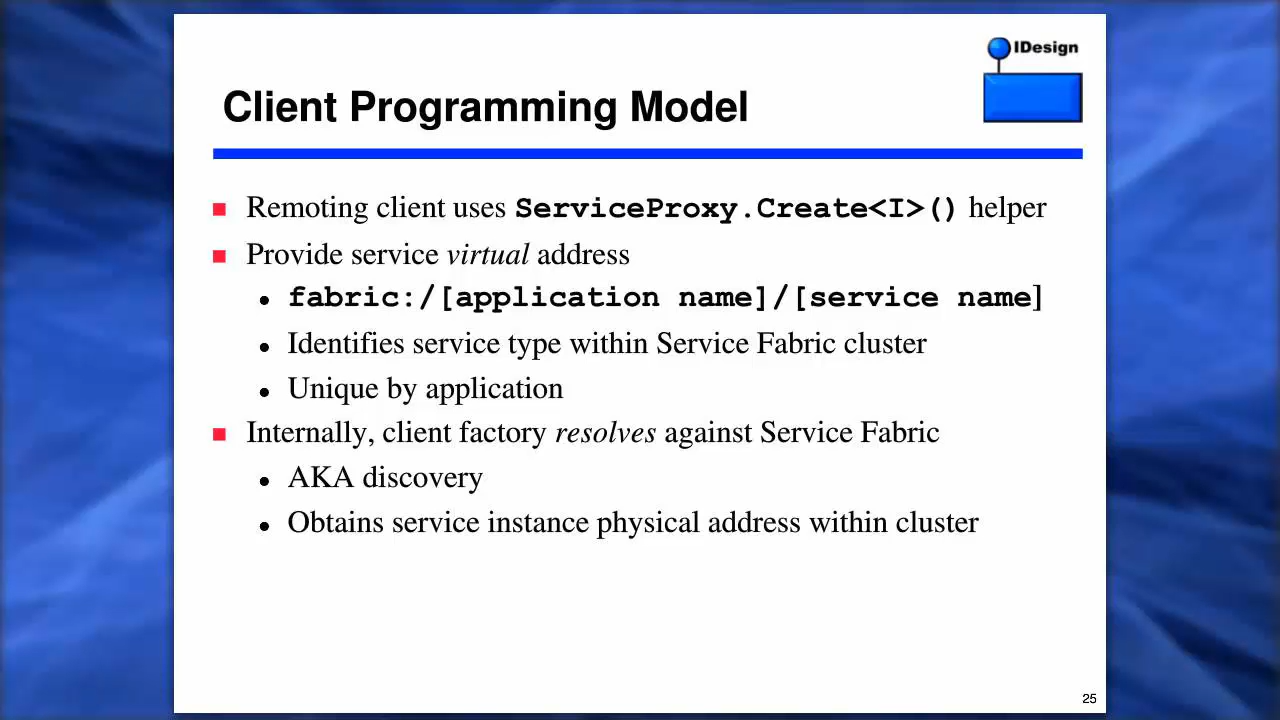 IDesign
Client Programming Model
Remoting client uses ServiceProxy.Create<I>() helper
Provide service virtual address
fabric:/[application name]/[service name]
Identifies service type within Service Fabric cluster
Unique by application
Internally, client factory resolves against Service Fabric
AKA discovery
Obtains service instance physical address within cluster
25